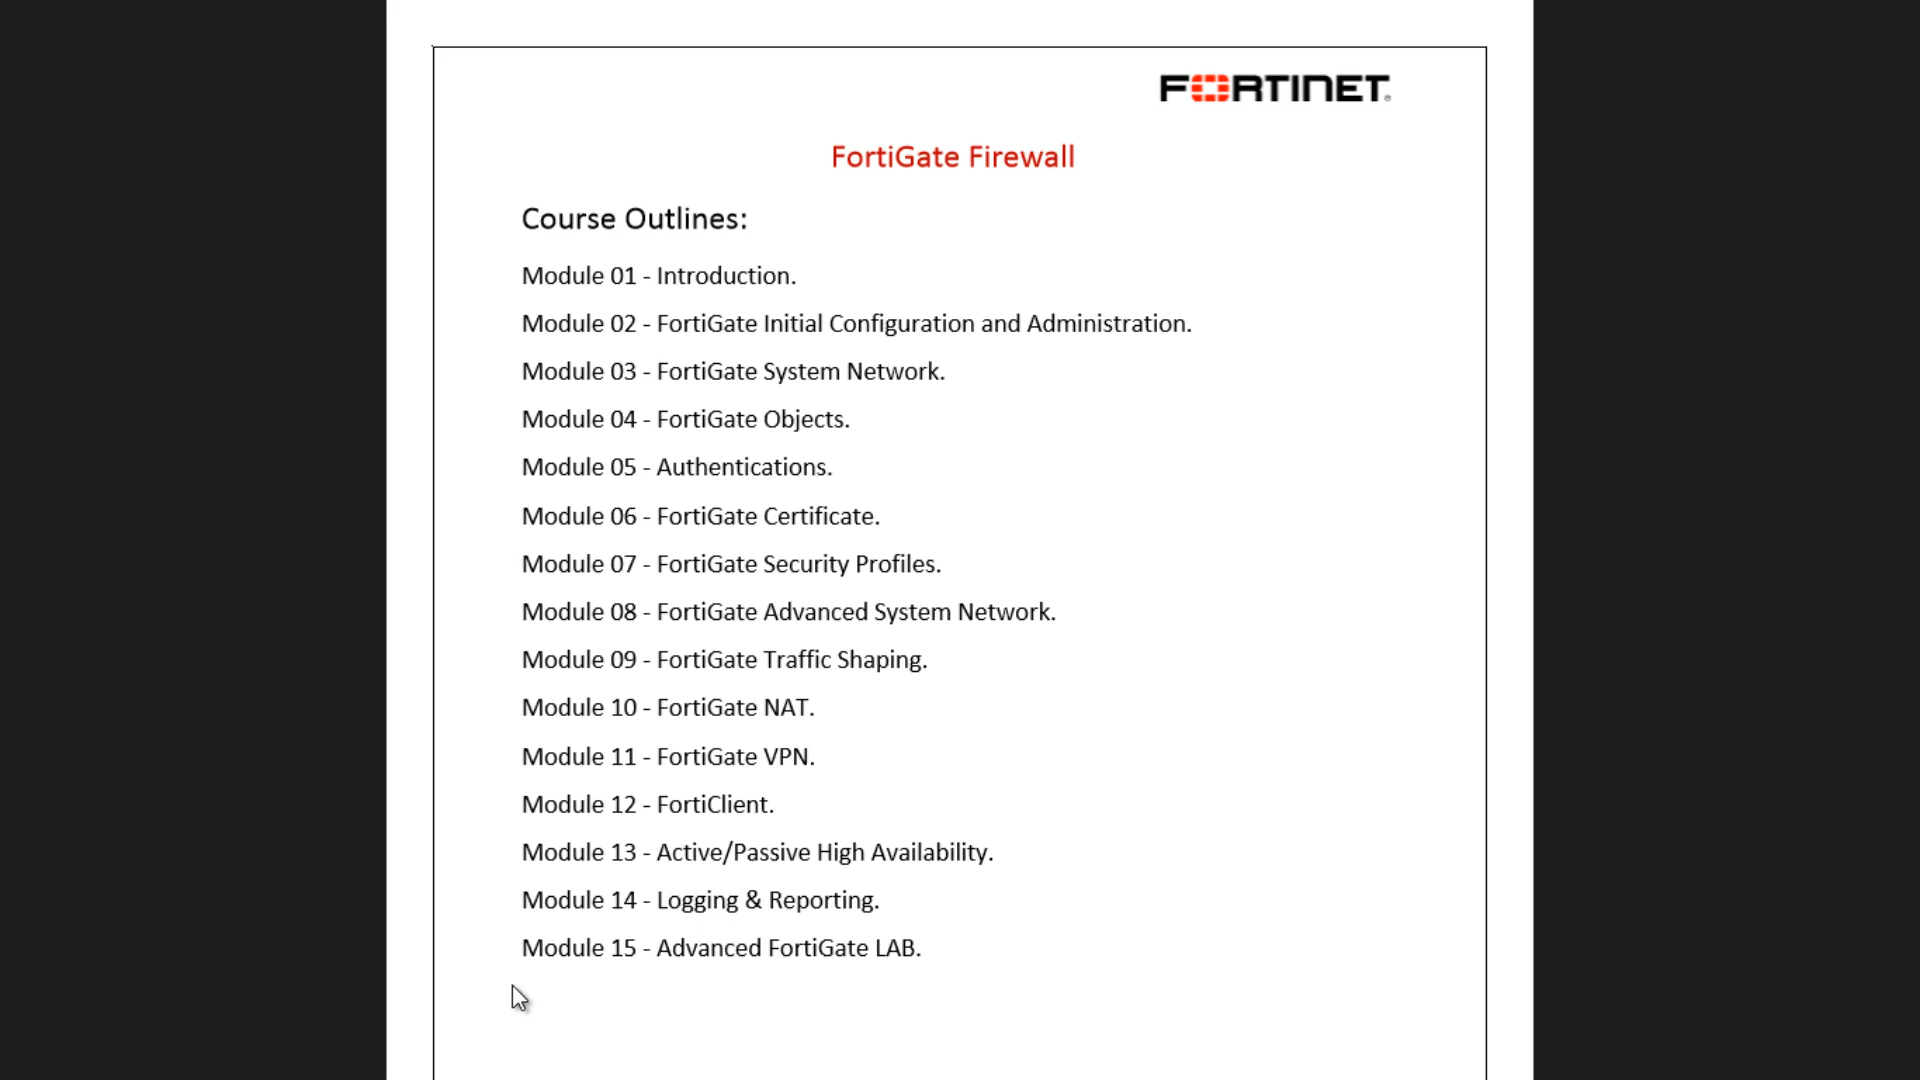 FORTINET
FortiGate Firewall
Course Outlines:
Module 01 - Introduction.
Module 02 - FortiGate Initial Configuration and Administration.
Module 03 - FortiGate System Network.
Module 04 - FortiGate Objects.
Module 05 - Authentications.
Module 06 - FortiGate Certificate.
Module 07 - FortiGate Security Profiles.
Module 08 - FortiGate Advanced System Network.
Module 09 - FortiGate Traffic Shaping.
Module 10 - FortiGate NAT.
Module 11 - FortiGate VPN.
Module 12 - FortiClient.
Module 13 - Active/Passive High Availability.
Module 14 - Logging & Reporting.
Module 15 - Advanced FortiGate LAB.